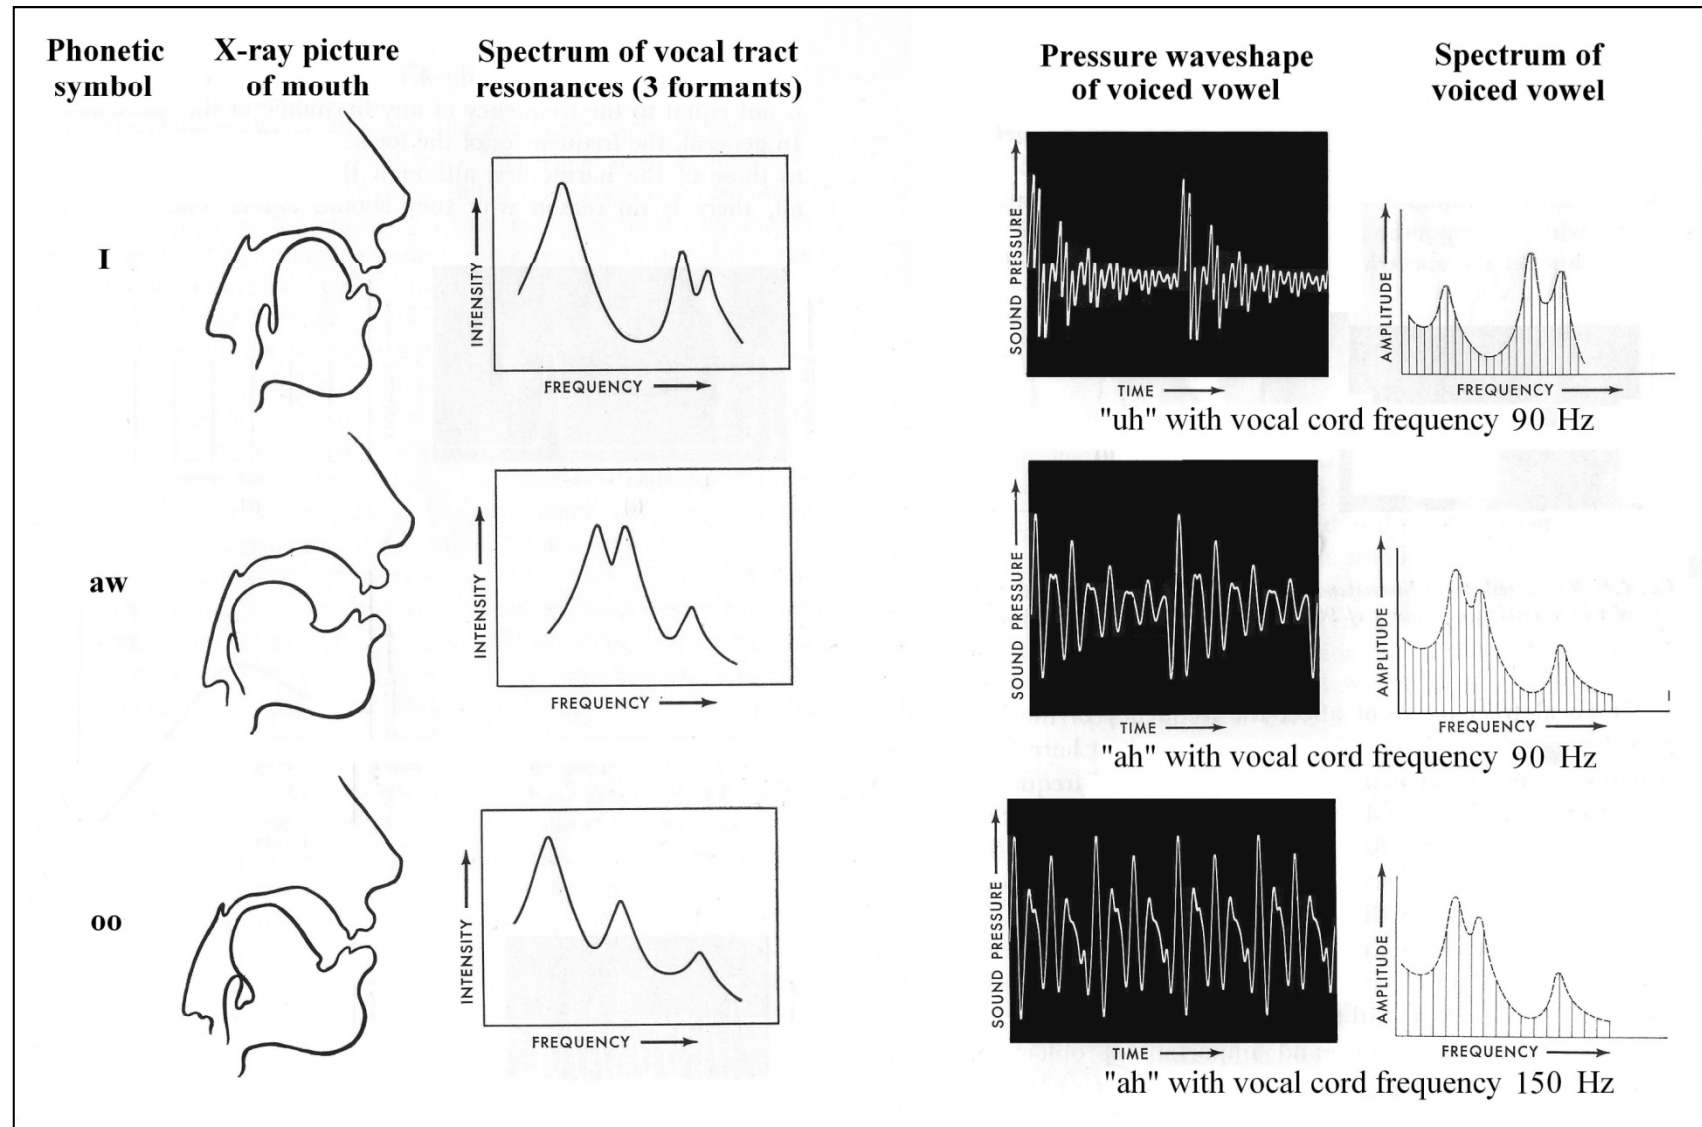 Phonetic
symbol
X-ray picture
of mouth
Spectrum of vocal tract
resonances (3 formants)
Pressure waveshape
of voiced vowel
Spectrum of
voiced vowel
I
INTENSITY
FREQUENCY
SOUND PRESSURE
TIME
AMPLITUDE
FREQUENCY
"uh" with vocal cord frequency 90 Hz
aw
INTENSITY
FREQUENCY
SOUND PRESSURE
TIME
AMPLITUDE
FREQUENCY
"ah" with vocal cord frequency 90 Hz
oo
INTENSITY
FREQUENCY
SOUND PRESSURE
TIME
AMPLITUDE
FREQUENCY
"ah" with vocal cord frequency 150 Hz